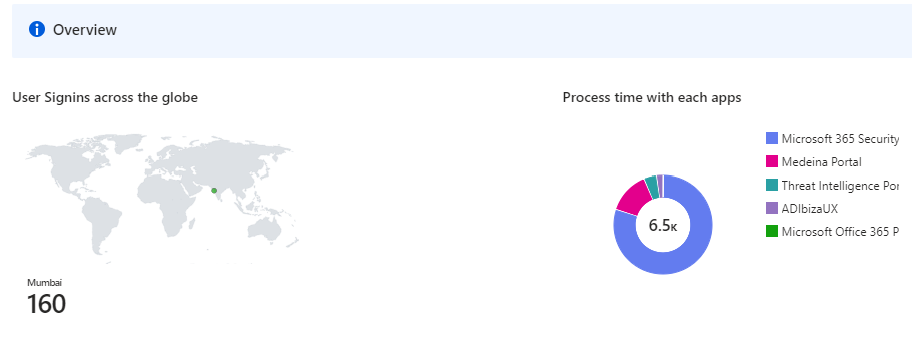 Overview
User Signins across the globe
Mumbai
160
Process time with each apps
6.5K
Microsoft 365 Security
Medeina Portal
Threat Intelligence Por
ADIbizaUX
Microsoft Office 365 P